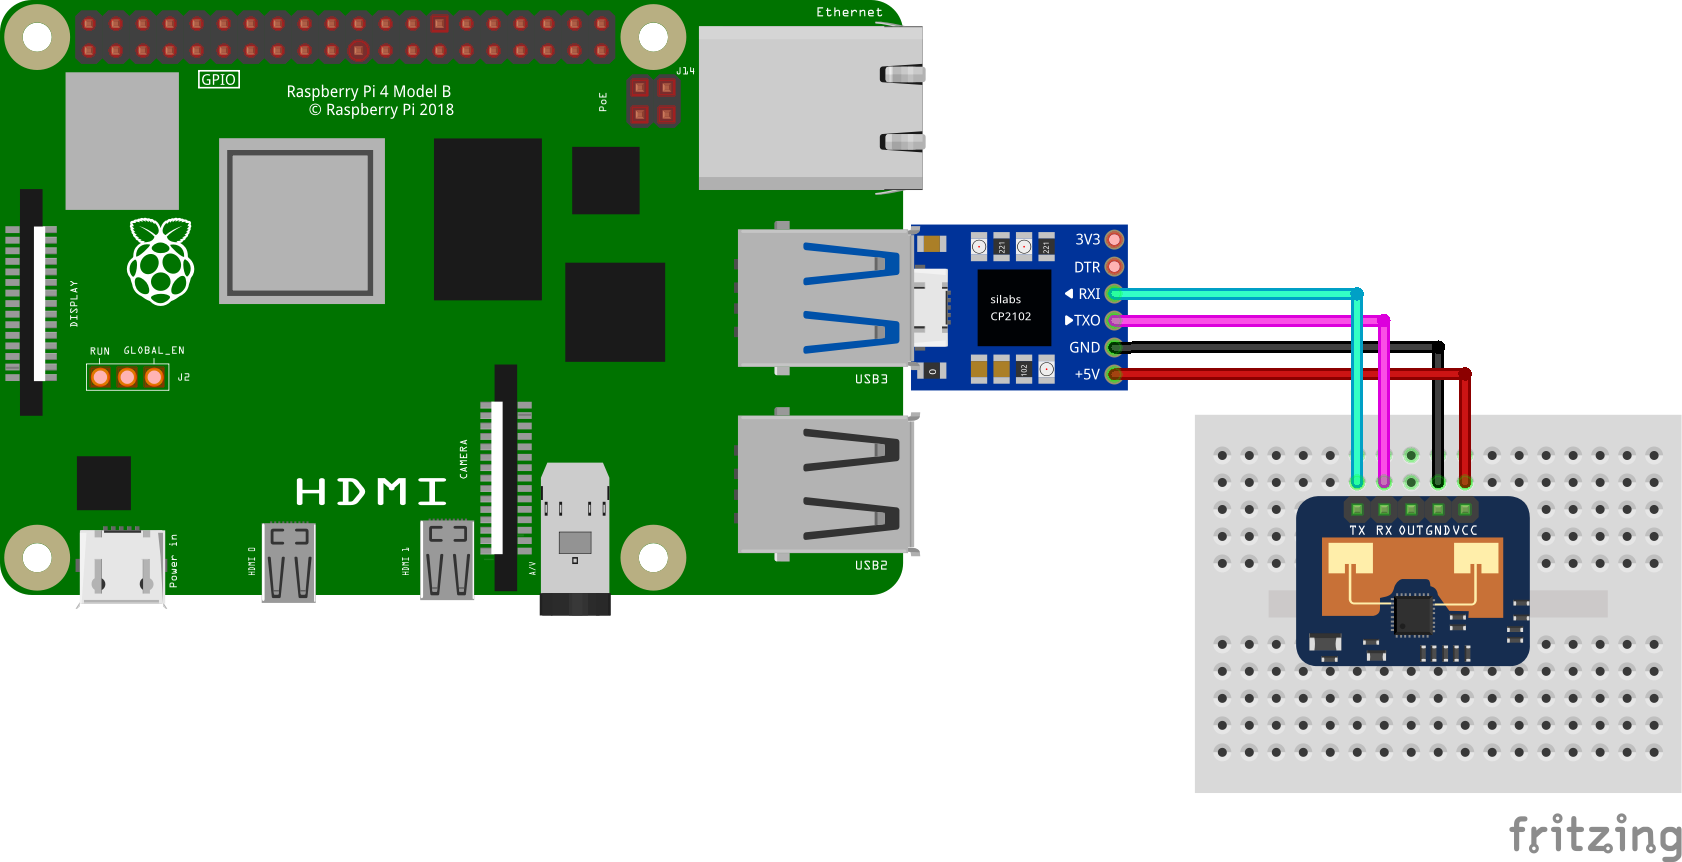 Ethernet
J14
GPIO
Raspberry Pi 4 Model B
© Raspberry Pi 2018
PoE
DISPLAY
RUN GLOBAL_EN
J2
CAMERA
HDMI
Power in
HDMI 0
HDMI 1
A/V
USB3
USB2
221
221
silabs
CP2102
0
102
3V3
DTR
RXI
TXO
GND
+5V
TX RX OUT GND VCC
fritzing